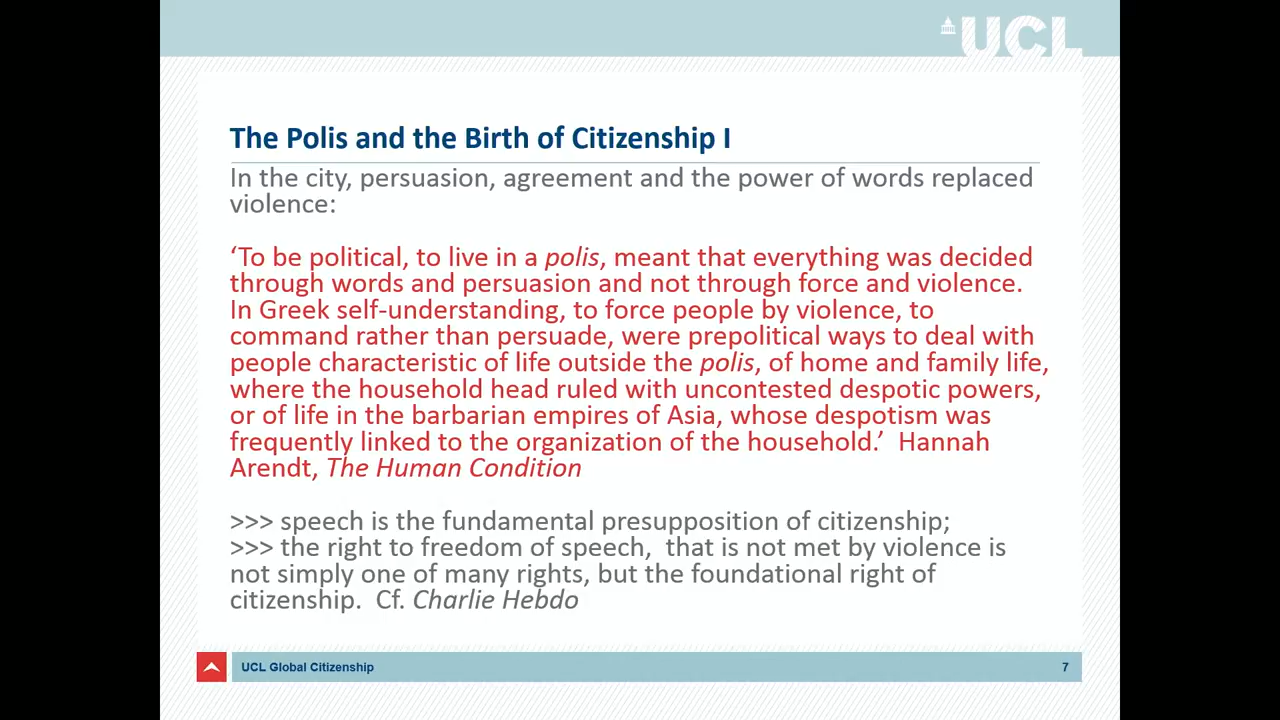 UCL
The Polis and the Birth of Citizenship I
In the city, persuasion, agreement and the power of words replaced
violence:
‘To be political, to live in a polis, meant that everything was decided
through words and persuasion and not through force and violence.
In Greek self-understanding, to force people by violence, to
command rather than persuade, were prepolitical ways to deal with
people characteristic of life outside the polis, of home and family life,
where the household head ruled with uncontested despotic powers,
or of life in the barbarian empires of Asia, whose despotism was
frequently linked to the organization of the household.’  Hannah
Arendt, The Human Condition
>>> speech is the fundamental presupposition of citizenship;
>>> the right to freedom of speech,  that is not met by violence is
not simply one of many rights, but the foundational right of
citizenship.  Cf. Charlie Hebdo
UCL Global Citizenship 7